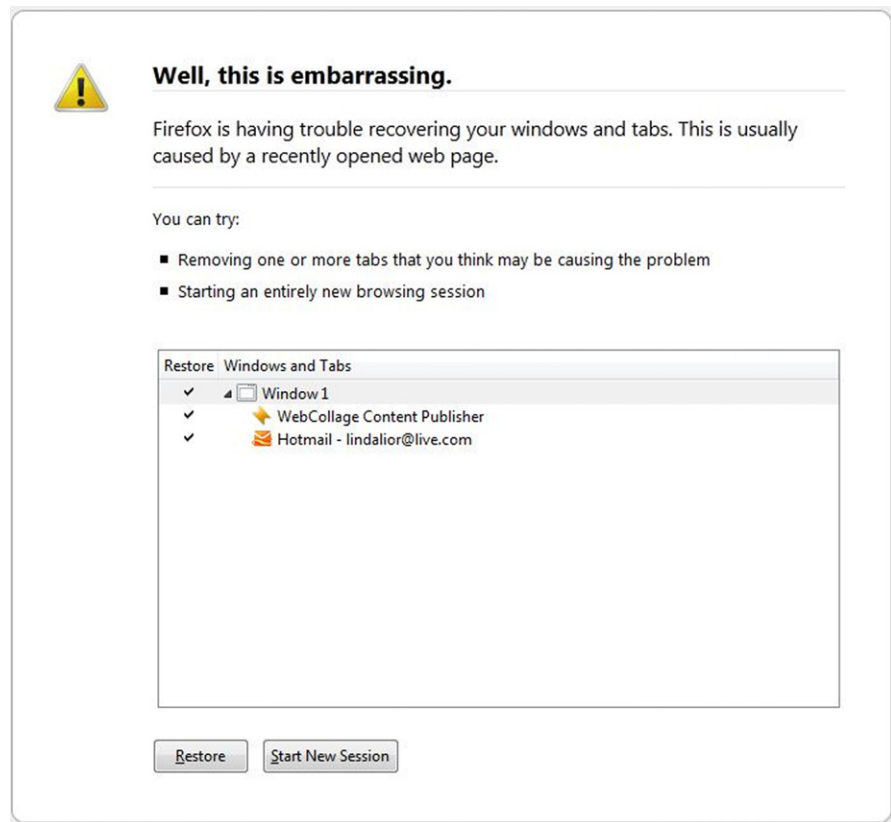 Well, this is embarrassing.
Firefox is having trouble recovering your windows and tabs. This is usually
caused by a recently opened web page.
You can try:
Removing one or more tabs that you think may be causing the problem
Starting an entirely new browsing session
Restore Windows and Tabs
Window 1
WebCollage Content Publisher
Hotmail - lindalior@live.com
Restore Start New Session